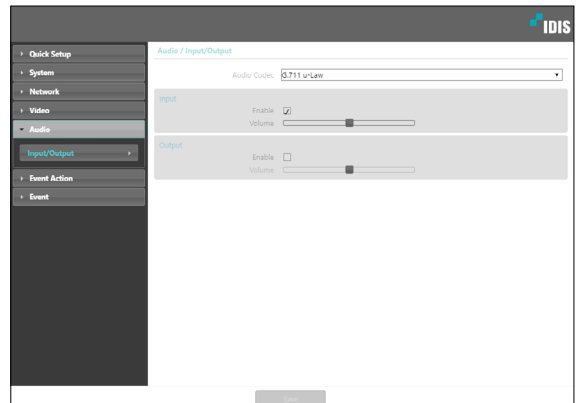 IDIS
Quick Setup
System
Network
Video
Audio
Input/Output
Event Action
Event
Audio / Input/Output
Audio Codec G.711 u-Law
Input
Enable
Volume
Output
Enable
Volume
Save